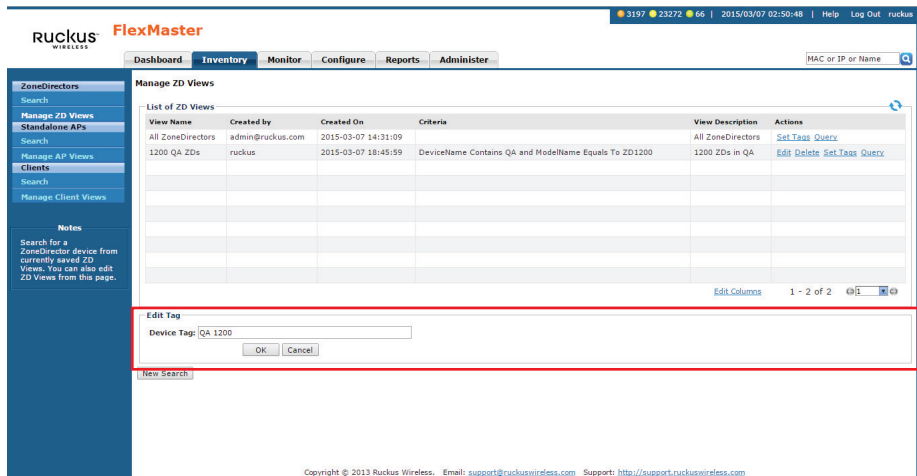 3197 23272 66 | 2015/03/07 02:50:48 | Help Log Out ruckus
Ruckus WIRELESS FlexMaster
Dashboard Inventory Monitor Configure Reports Administer MAC or IP or Name
ZoneDirectors
Search
Manage ZD Views
Standalone APs
Search
Manage AP Views
Clients
Search
Manage Client Views
Notes
Search for a
ZoneDirector device from
currently saved ZD
Views. You can also edit
ZD Views from this page.
Manage ZD Views
List of ZD Views
View Name Created by Created On Criteria View Description Actions
All ZoneDirectors admin@ruckus.com 2015-03-07 14:31:09 All ZoneDirectors Set Tags Query
1200 QA ZDs ruckus 2015-03-07 18:45:59 DeviceName Contains QA and ModelName Equals To ZD1200 1200 ZDs in QA Edit Delete Set Tags Query
Edit Columns 1 - 2 of 2 1
Edit Tag
Device Tag: QA 1200
OK Cancel
New Search
Copyright © 2013 Ruckus Wireless. Email: support@ruckuswireless.com Support: http://support.ruckuswireless.com